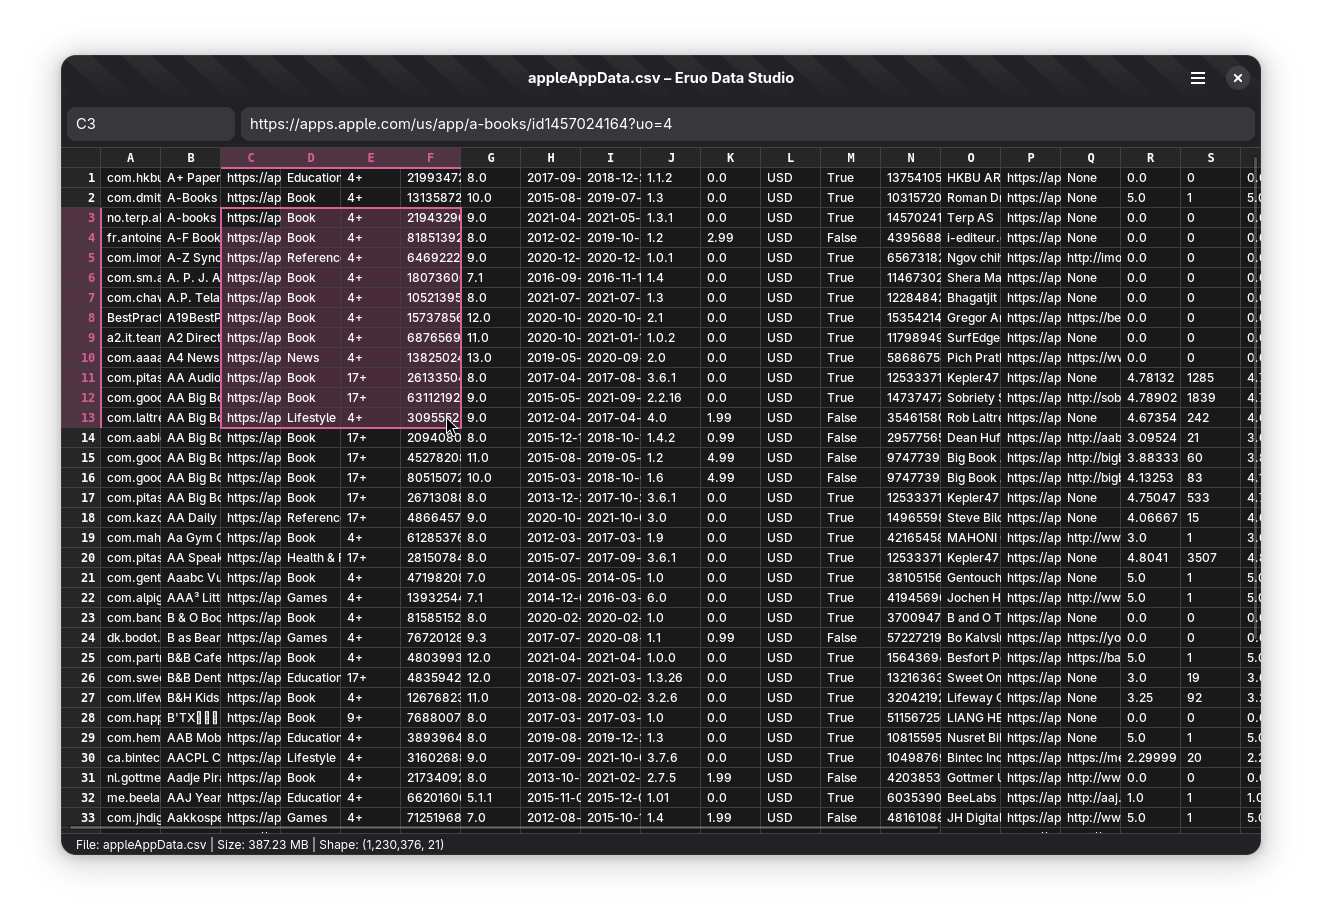 appleAppData.csv – Eruo Data Studio
C3 https://apps.apple.com/us/app/a-books/id1457024164?uo=4
A B C D E F G H I J K L M N O P Q R S
1 com.hkbu A+ Paper https://ap Education 4+ 21993472 8.0 2017-09- 2018-12- 1.1.2 0.0 USD True 13754105 HKBU AR https://ap None 0.0 0 0.0
2 com.dmit A-Books https://ap Book 4+ 13135872 10.0 2015-08- 2019-07- 1.3 0.0 USD True 10315720 Roman D https://ap None 5.0 1 5.0
3 no.terp.al A-books https://ap Book 4+ 21943296 9.0 2021-04- 2021-05- 1.3.1 0.0 USD True 14570241 Terp AS https://ap None 0.0 0 0.0
4 fr.antoine A-F Book https://ap Book 4+ 81851392 8.0 2012-02- 2019-10- 1.2 2.99 USD False 4395688 i-editeur. https://ap None 0.0 0 0.0
5 com.imor A-Z Sync https://ap Reference 4+ 6469222 9.0 2020-12- 2020-12- 1.0.1 0.0 USD True 65673182 Ngov chih https://ap http://imo 0.0 0 0.0
6 com.sm.a A. P. J. A https://ap Book 4+ 1807360 7.1 2016-09- 2016-11- 1.4 0.0 USD True 11467302 Shera Ma https://ap None 0.0 0 0.0
7 com.chav A.P. Tela https://ap Book 4+ 10521395 8.0 2021-07- 2021-07- 1.3 0.0 USD True 12284842 Bhagatjit https://ap None 0.0 0 0.0
8 BestPract A19BestP https://ap Book 4+ 15737856 12.0 2020-10- 2020-10- 2.1 0.0 USD True 15354214 Gregor A https://ap https://be 0.0 0 0.0
9 a2.it.team A2 Direct https://ap Book 4+ 6876569 11.0 2020-10- 2021-01- 1.0.2 0.0 USD True 11798949 SurfEdge https://ap None 0.0 0 0.0
10 com.aaaa A4 News https://ap News 4+ 13825024 13.0 2019-05- 2020-09- 2.0 0.0 USD True 5868675 Pich Prat https://ap https://w 0.0 0 0.0
11 com.pitas AA Audio https://ap Book 17+ 26133504 8.0 2017-04- 2017-08- 3.6.1 0.0 USD True 12533371 Kepler47 https://ap None 4.78132 1285 4.7
12 com.goo AA Big Bo https://ap Book 17+ 63112192 8.0 2015-05- 2021-09- 2.2.16 0.0 USD True 14737477 Sobriety S https://ap http://sob 4.78902 1839 4.7
13 com.laltre AA Big Bo https://ap Lifestyle 4+ 3095552 9.0 2012-04- 2017-04- 4.0 1.99 USD False 35461580 Rob Laltre https://ap None 4.67354 242 4.6
14 com.aabi AA Big Bo https://ap Book 17+ 2094080 8.0 2015-12-1 2018-10- 1.4.2 0.99 USD False 29577565 Dean Huf https://ap http://aab 3.09524 21 3.0
15 com.goo AA Big Bo https://ap Book 17+ 45278208 11.0 2015-08- 2019-05- 1.2 4.99 USD False 9747739 Big Book https://ap http://bigl 3.88333 60 3.8
16 com.goo AA Big Bo https://ap Book 17+ 80515072 10.0 2015-03- 2018-10- 1.6 4.99 USD False 9747739 Big Book https://ap http://bigl 4.13253 83 4.1
17 com.pitas AA Big Bo https://ap Book 17+ 26713088 8.0 2013-12- 2017-10- 3.6.1 0.0 USD True 12533371 Kepler47 https://ap None 4.75047 533 4.7
18 com.kazo AA Daily https://ap Reference 17+ 4866457 9.0 2020-10- 2021-10- 3.0 0.0 USD True 14965598 Steve Bilo https://ap None 4.06667 15 4.0
19 com.mah Aa Gym C https://ap Book 4+ 61285376 8.0 2012-03- 2017-03- 1.9 0.0 USD True 42165458 MAHONI https://ap http://ww 3.0 1 3.0
20 com.pitas AA Speak https://ap Health & F 17+ 28150784 8.0 2015-07- 2017-09- 3.6.1 0.0 USD True 12533371 Kepler47 https://ap None 4.8041 3507 4.8
21 com.gent Aaabc Vu https://ap Book 4+ 47198208 7.0 2014-05- 2014-05- 1.0 0.0 USD True 38105156 Gentouch https://ap None 5.0 1 5.0
22 com.alpig AAA³ Litt https://ap Games 4+ 13932544 7.1 2014-12- 2016-03- 6.0 0.0 USD True 41945690 Jochen H https://ap http://ww 5.0 1 5.0
23 com.banc B & O Boo https://ap Book 4+ 81585152 8.0 2020-02- 2020-02- 1.0 0.0 USD True 3700947 B and O T https://ap None 0.0 0 0.0
24 dk.bodot. B as Bear https://ap Games 4+ 76720128 9.3 2017-07- 2020-08- 1.1 0.99 USD False 57227219 Bo Kalvsl https://ap https://yo 0.0 0 0.0
25 com.partı B&B Cafe https://ap Book 4+ 4803993 12.0 2021-04- 2021-04- 1.0.0 0.0 USD True 15643694 Besfort P https://ap https://ba 5.0 1 5.0
26 com.swe B&B Dent https://ap Education 17+ 4835942 12.0 2018-07- 2021-03- 1.3.26 0.0 USD True 13216363 Sweet On https://ap None 3.0 19 3.0
27 com.lifew B&H Kids https://ap Book 4+ 12676823 11.0 2013-08- 2020-02- 3.2.6 0.0 USD True 32042192 Lifeway C https://ap None 3.25 92 3.2
28 com.happ B'TX https://ap Book 9+ 7688007 8.0 2017-03- 2017-03- 1.0 0.0 USD True 51156725 LIANG HE https://ap None 0.0 0 0.0
29 com.hem AAB Mob https://ap Education 4+ 3893964 8.0 2019-08- 2019-12- 1.3 0.0 USD True 10815595 Nusret Bil https://ap None 5.0 1 5.0
30 ca.bintec AACPL C https://ap Lifestyle 4+ 31602688 9.0 2017-09- 2021-10- 3.7.6 0.0 USD True 10498769 Bintec Inc https://ap https://me 2.29999 20 2.2
31 nl.gottme Aadje Pira https://ap Book 4+ 21734092 8.0 2013-10- 2021-02- 2.7.5 1.99 USD False 4203853 Gottmer U https://ap http://ww 0.0 0 0.0
32 me.beela AAJ Year https://ap Education 4+ 66201600 5.1.1 2015-11-0 2015-12-0 1.01 0.0 USD True 6035390 BeeLabs https://ap http://aaj. 1.0 1 1.0
33 com.jhdig Aakkospe https://ap Games 4+ 71251968 7.0 2012-08- 2015-10- 1.4 1.99 USD False 48161088 JH Digital https://ap http://ww 5.0 1 5.0
File: appleAppData.csv | Size: 387.23 MB | Shape: (1,230,376, 21)